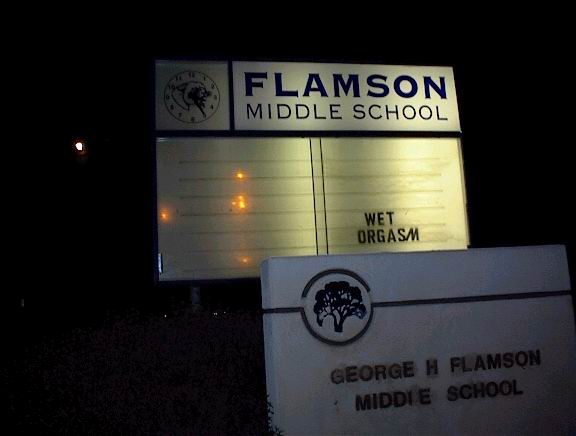 FLAMSON
MIDDLE SCHOOL
WET
ORGASM
GEORGE H FLAMSON
MIDDLE SCHOOL